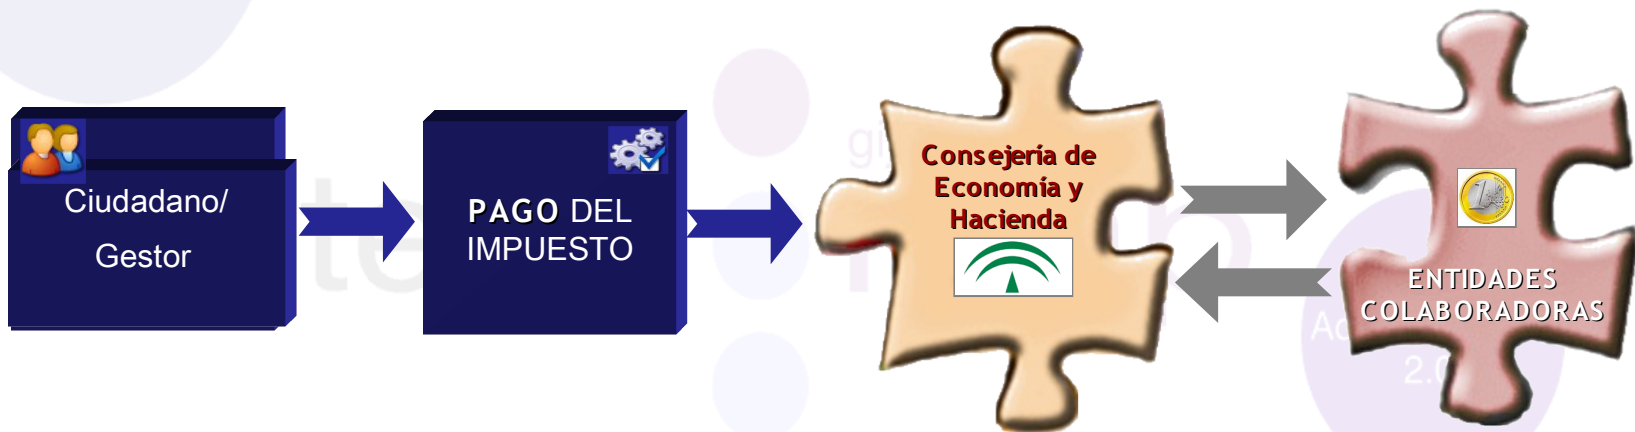 Ciudadano/
Gestor
PAGO DEL
IMPUESTO
Consejería de
Economía y
Hacienda
ENTIDADES
COLABORADORAS